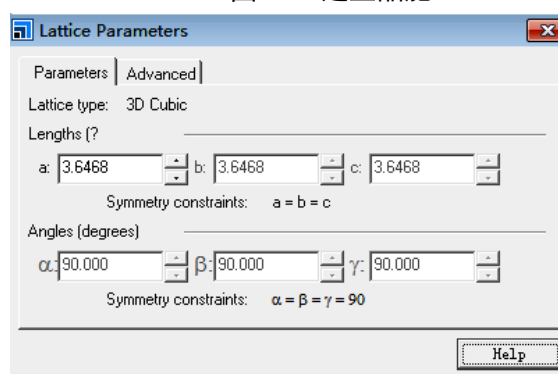 Lattice Parameters
Parameters Advanced
Lattice type: 3D Cubic
Lengths (?
a: 3.6468 b: 3.6468 c: 3.6468
Symmetry constraints: a = b = c
Angles (degrees)
α: 90.000 β: 90.000 γ: 90.000
Symmetry constraints: α = β = γ = 90
Help